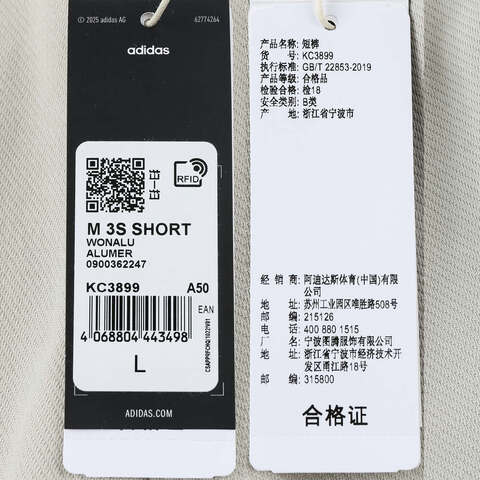 © 2025 adidas AG
62774264
adidas
RFID
M 3S SHORT
WONALU
ALUMER
0900362247
KC3899 A50
EAN
4 068804 443498
L
ADIDAS.COM
产品名称: 短裤
货 号: KC3899
执行标准: GB/T 22853-2019
产品等级: 合格品
检验合格: 检18
安全类别: B类
产 地: 浙江省宁波市
经 销 商: 阿迪达斯体育(中国)有限
公司
地 址: 苏州工业园区唯胜路508号
邮 编: 215126
电 话: 400 880 1515
厂 名: 宁波图腾服饰有限公司
地 址: 浙江省宁波市经济技术开
发区甬江路18号
邮 编: 315800
合格证